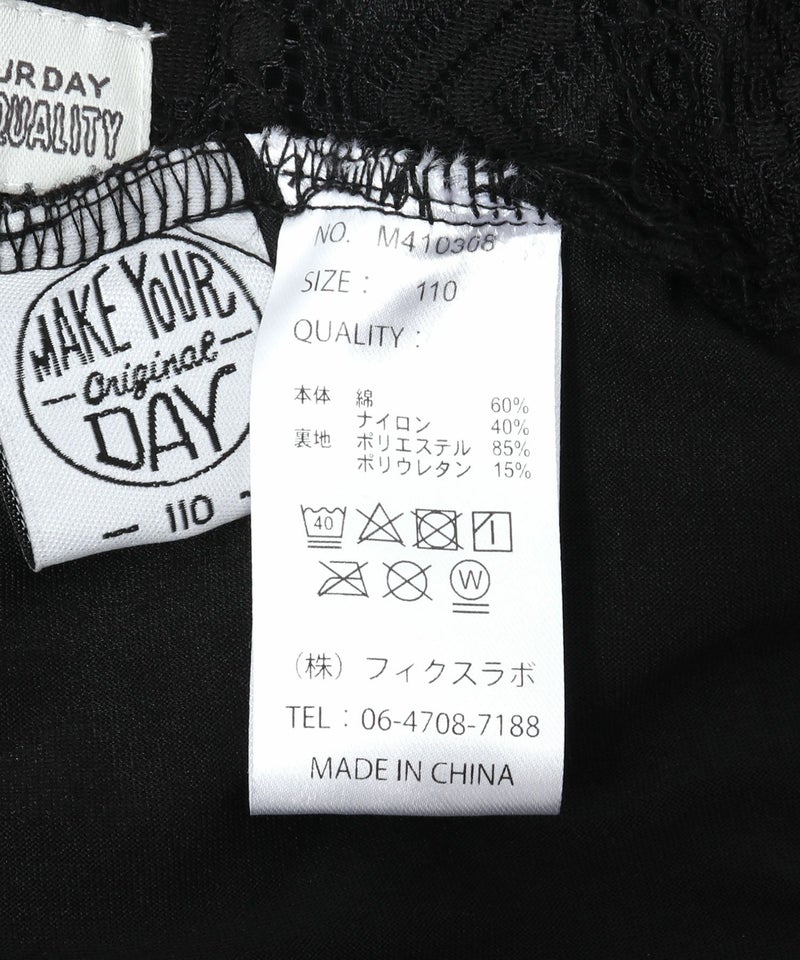 UR DAY
QUALITY
MAKE YOUR
Original
DAY
110
NO. M410308
SIZE : 110
QUALITY :
本体 綿 60%
ナイロン 40%
裏地 ポリエステル 85%
ポリウレタン 15%
40
W
(株) フィクスラボ
TEL : 06-4708-7188
MADE IN CHINA